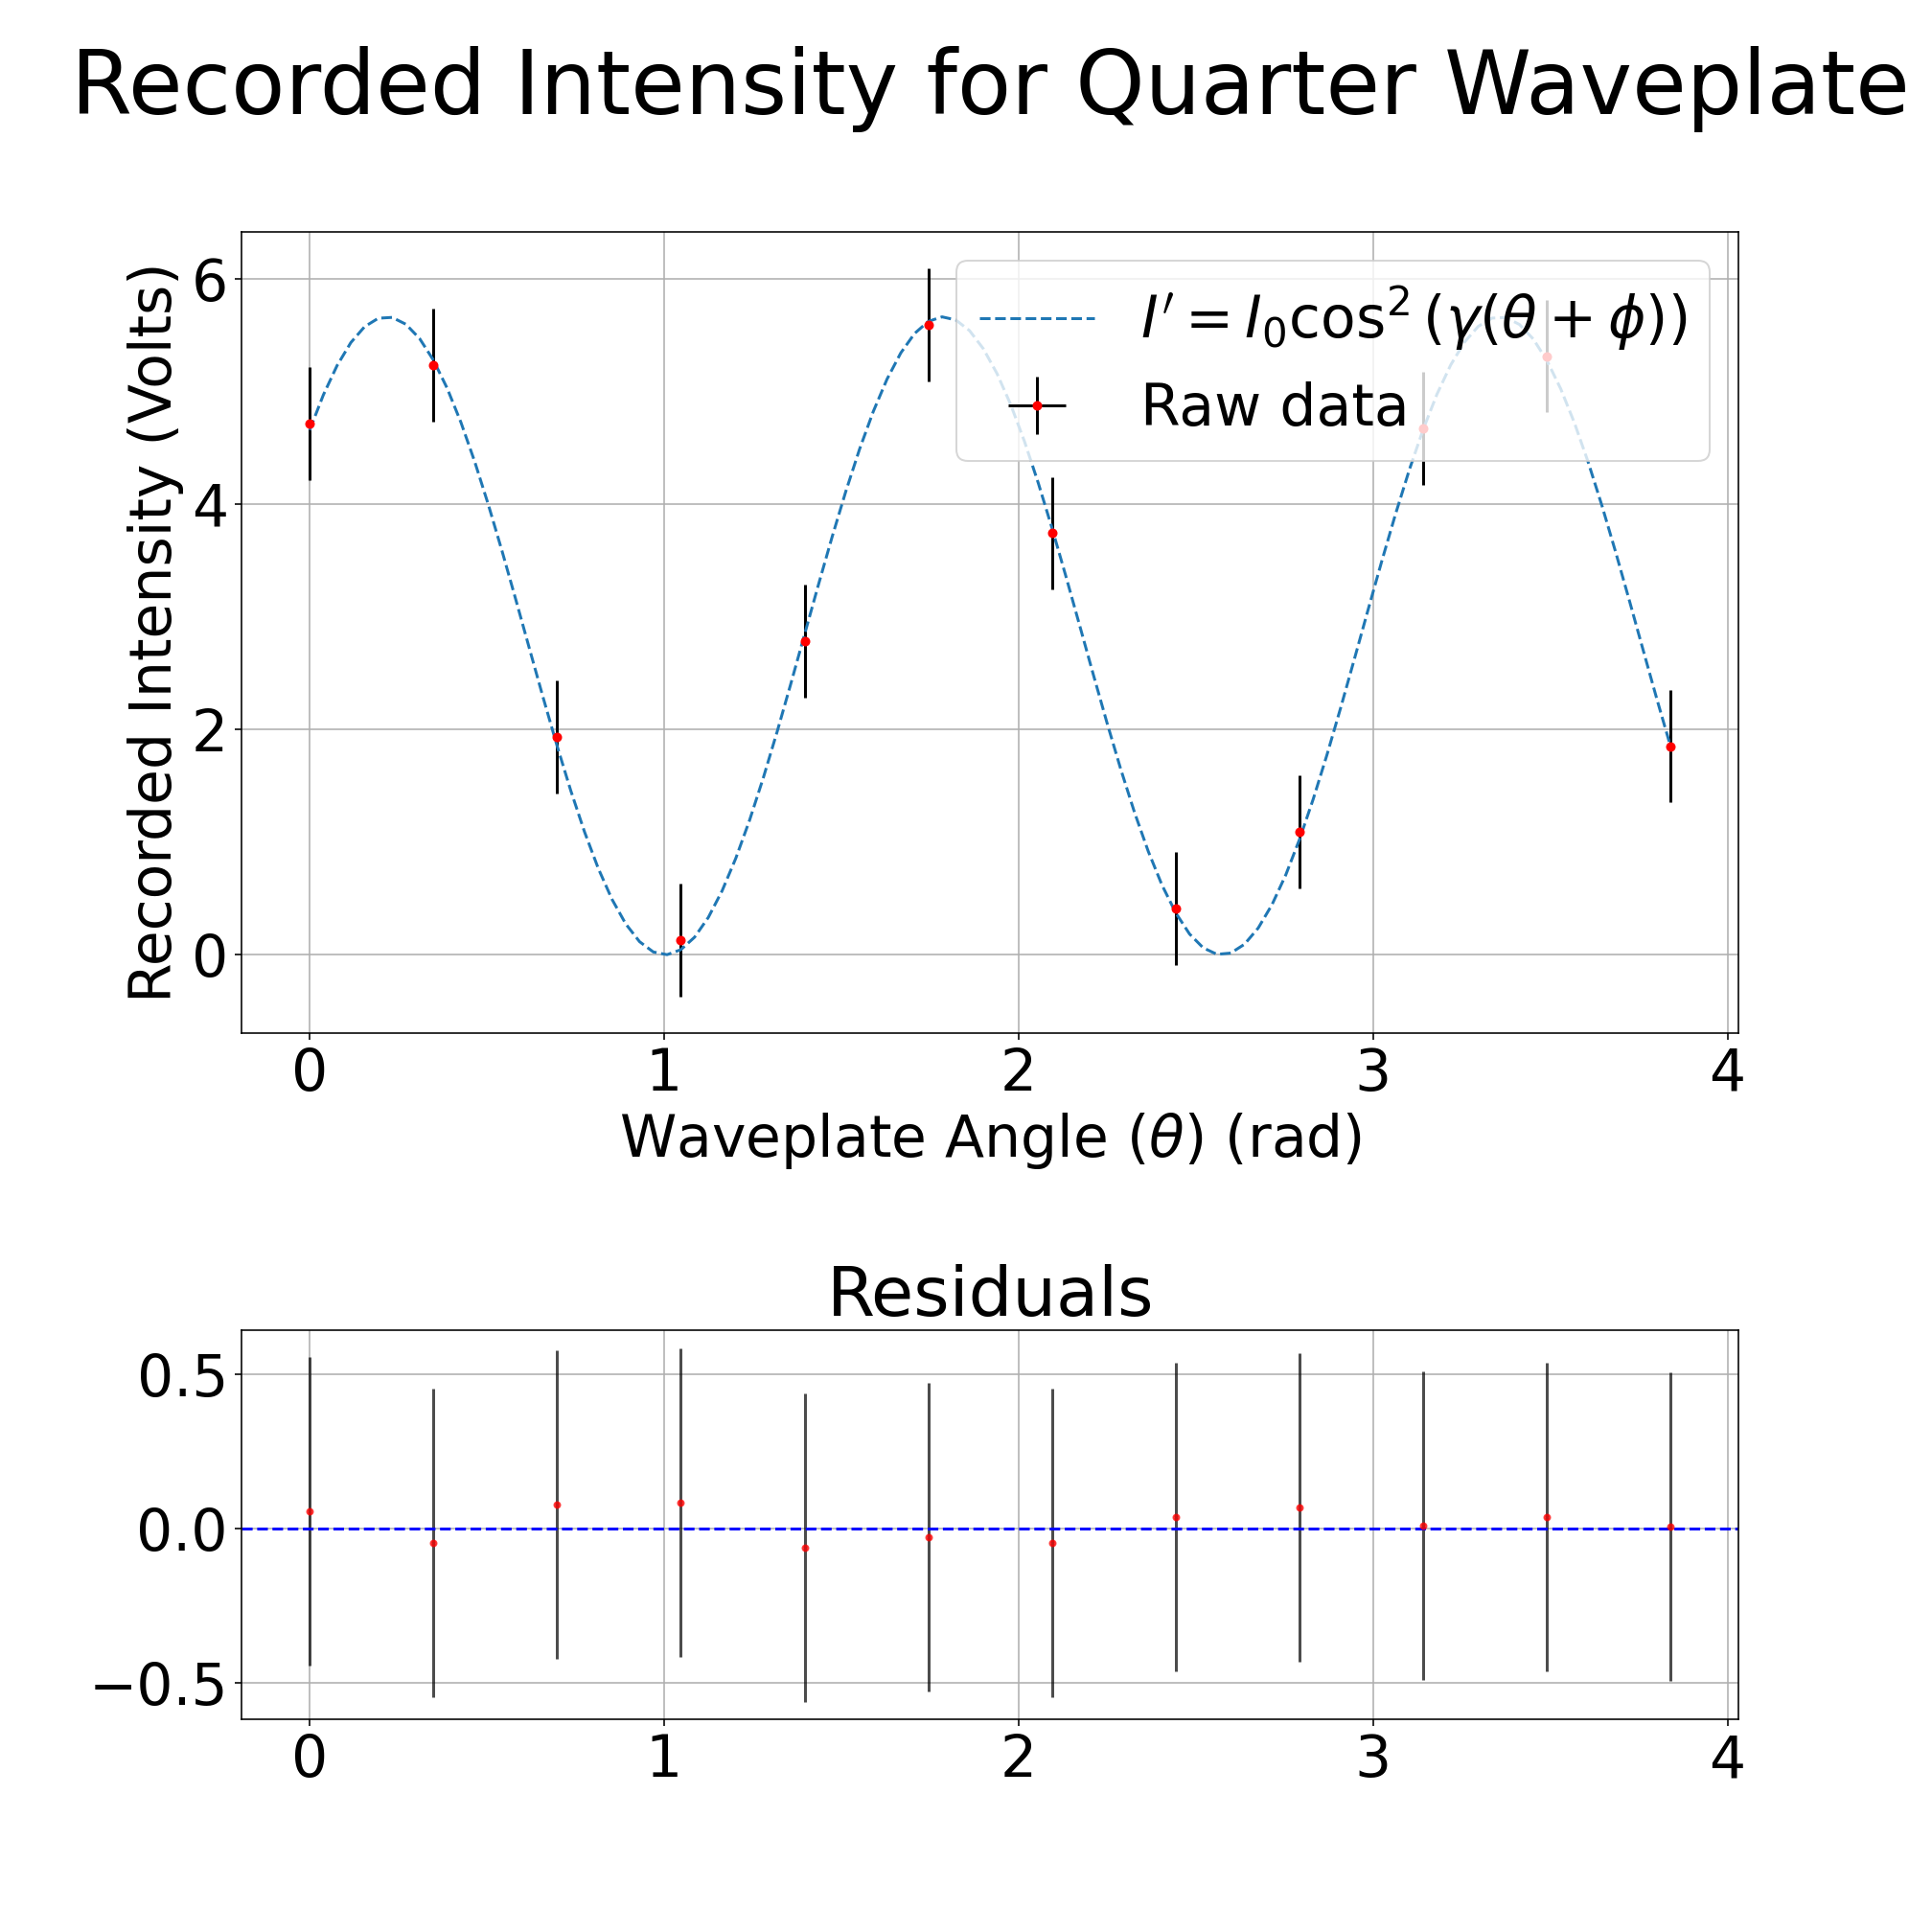 Recorded Intensity for Quarter Waveplate
Recorded Intensity (Volts)
6
4
2
0
I′ = I₀cos² (γ(θ + ϕ))
Raw data
0 1 2 3 4
Waveplate Angle (θ) (rad)
Residuals
0.5
0.0
−0.5
0 1 2 3 4